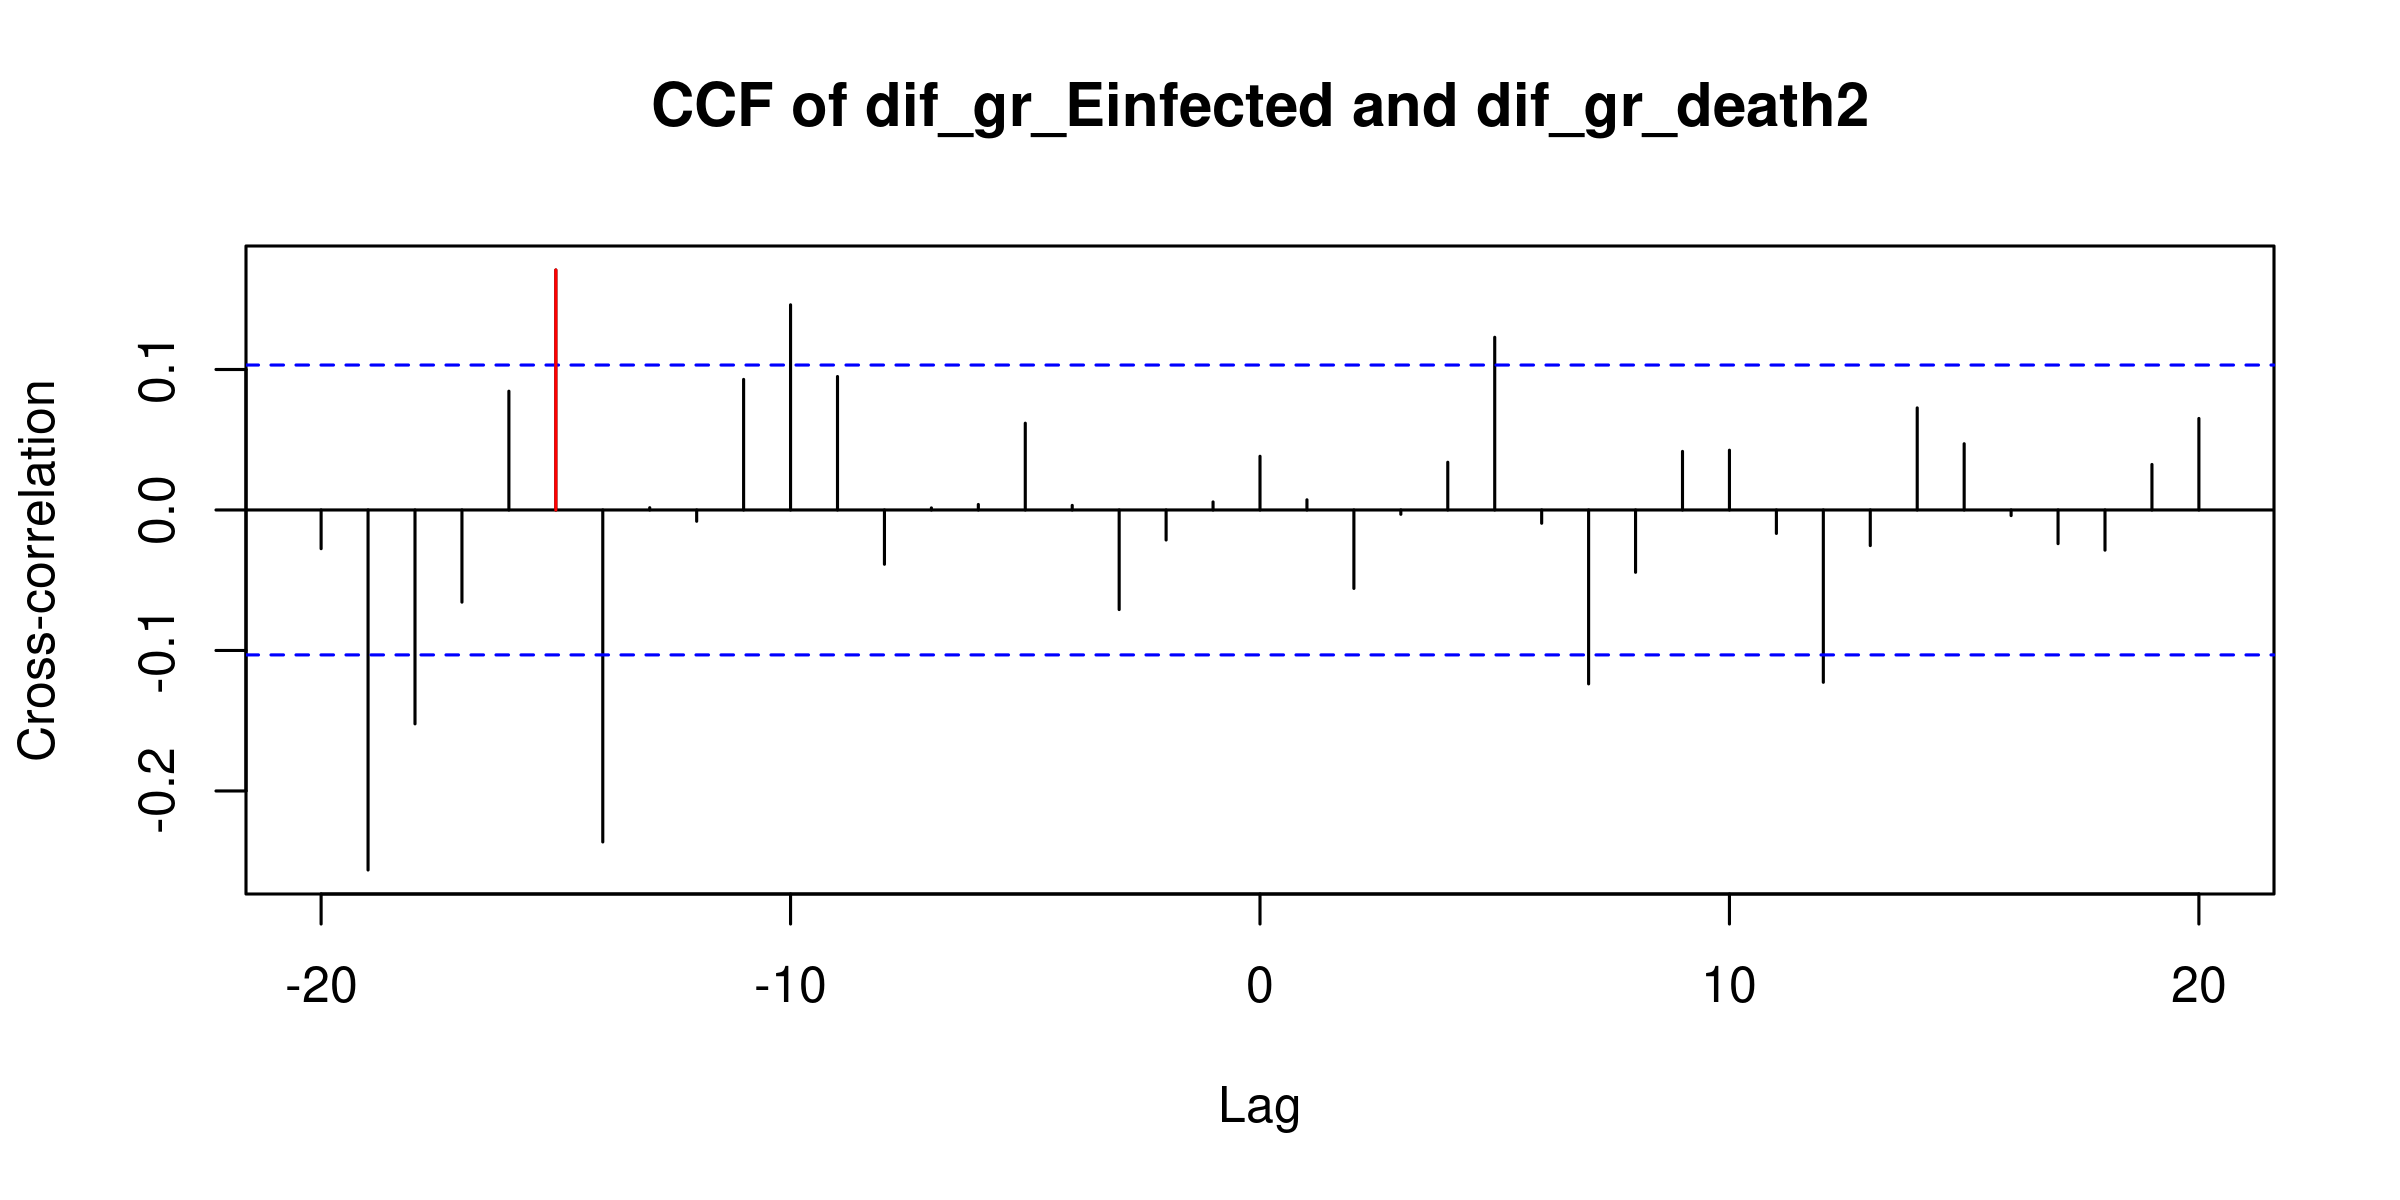 CCF of dif_gr_Einfected and dif_gr_death2
Cross-correlation
0.1
0.0
-0.1
-0.2
-20 -10 0 10 20
Lag